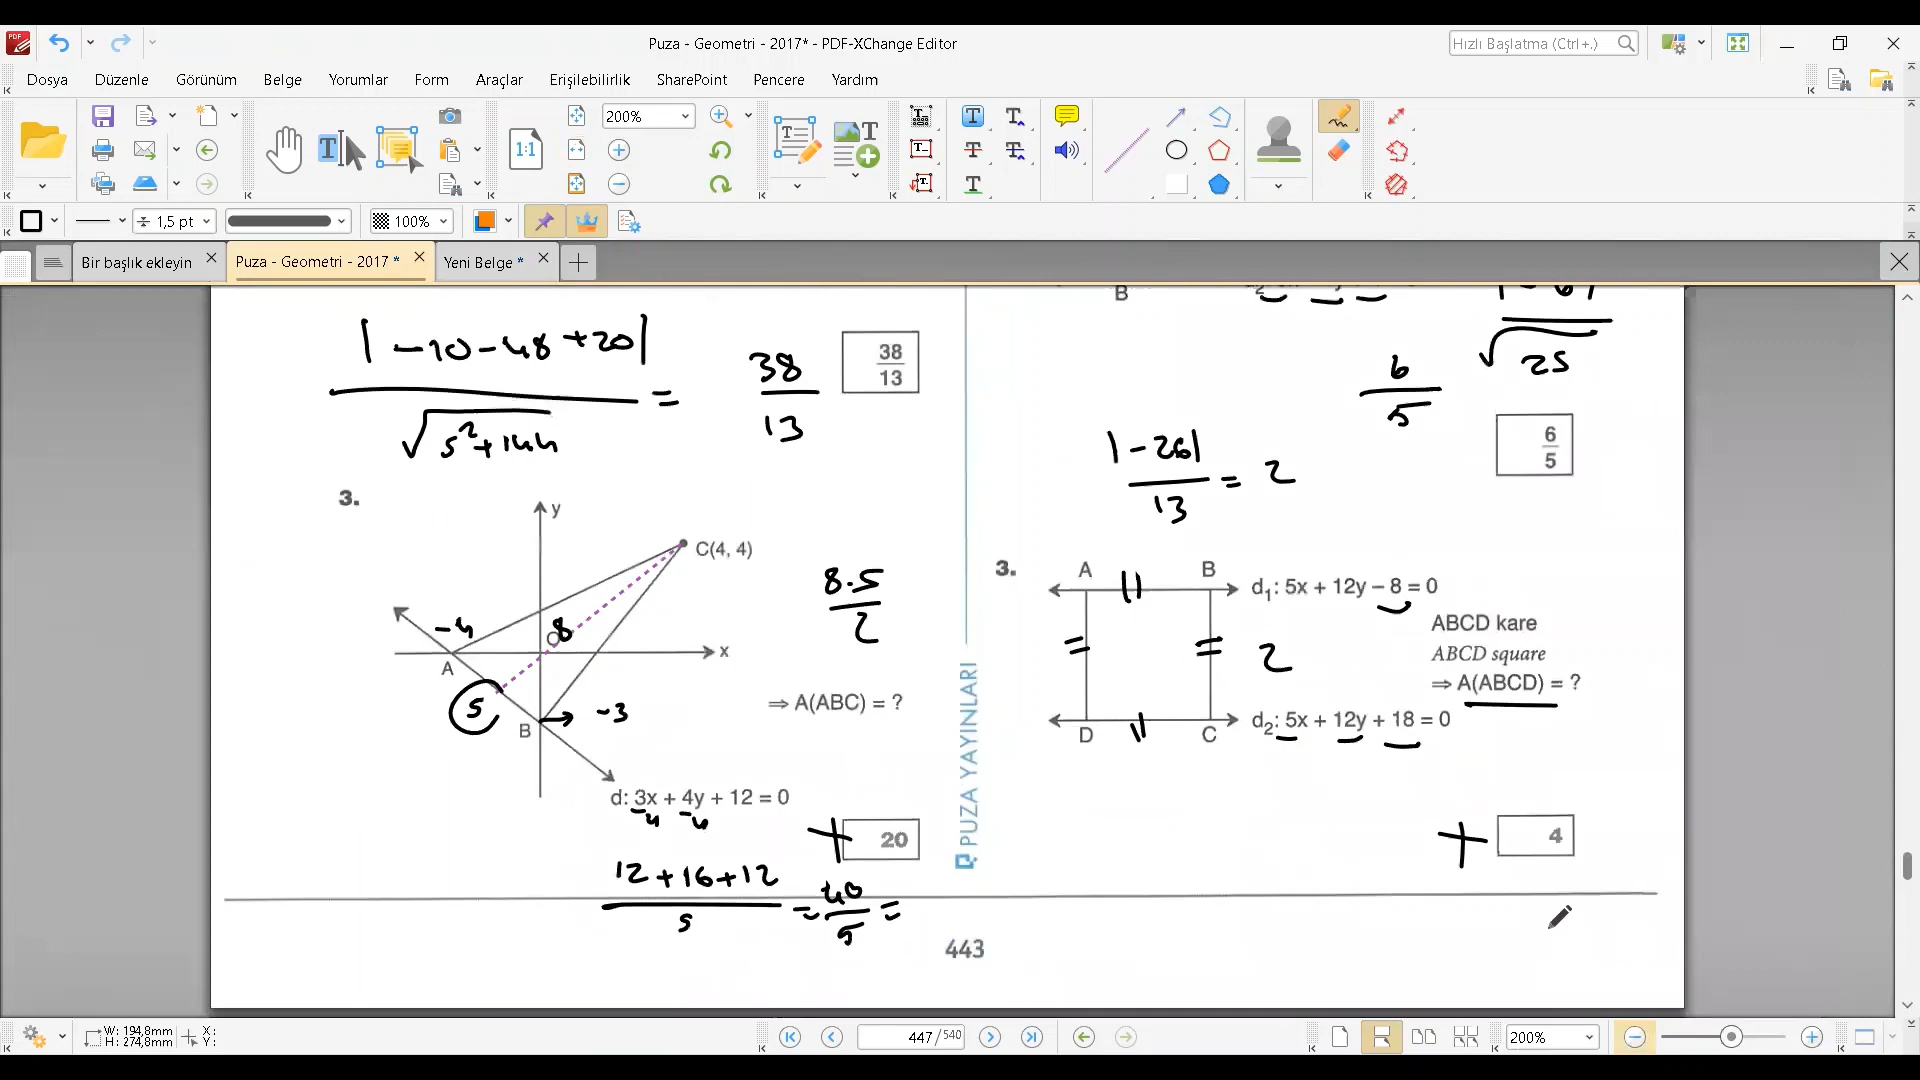 Puza - Geometri - 2017* - PDF-XChange Editor
Hızlı Başlatma (Ctrl+.)
Dosya Düzenle Görünüm Belge Yorumlar Form Araçlar Erişilebilirlik SharePoint Pencere Yardım
200%
1:1
1,5 pt
100%
Bir başlık ekleyin
Puza - Geometri - 2017 *
Yeni Belge *
|-10-48+20|
√5²+144
=
38
13
38
13
3.
y
C(4, 4)
-4
8
O
A
x
5
B
-3
8.5
2
⇒ A(ABC) = ?
d: 3x + 4y + 12 = 0
4 4
20
12+16+12
5
= 40
5
=
PUZA YAYINLARI
443
B
√25
6
5
6
5
|-26|
13
= 2
3.
A B
d₁: 5x + 12y – 8 = 0
ABCD kare
ABCD square
⇒ A(ABCD) = ?
2
D C
d₂: 5x + 12y + 18 = 0
4
W: 194,8mm
H: 274,8mm
X:
Y:
447 / 540
200%